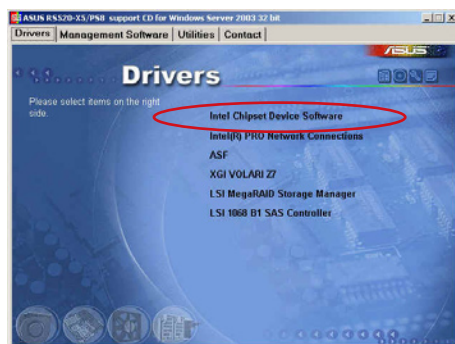 ASUS RS520-X5/PS8 support CD for Windows Server 2003 32 bit
Drivers Management Software Utilities Contact
ASUS
Drivers
Please select items on the right
side.
Intel Chipset Device Software
Intel(R) PRO Network Connections
ASF
XGI VOLARI Z7
LSI MegaRAID Storage Manager
LSI 1068 B1 SAS Controller